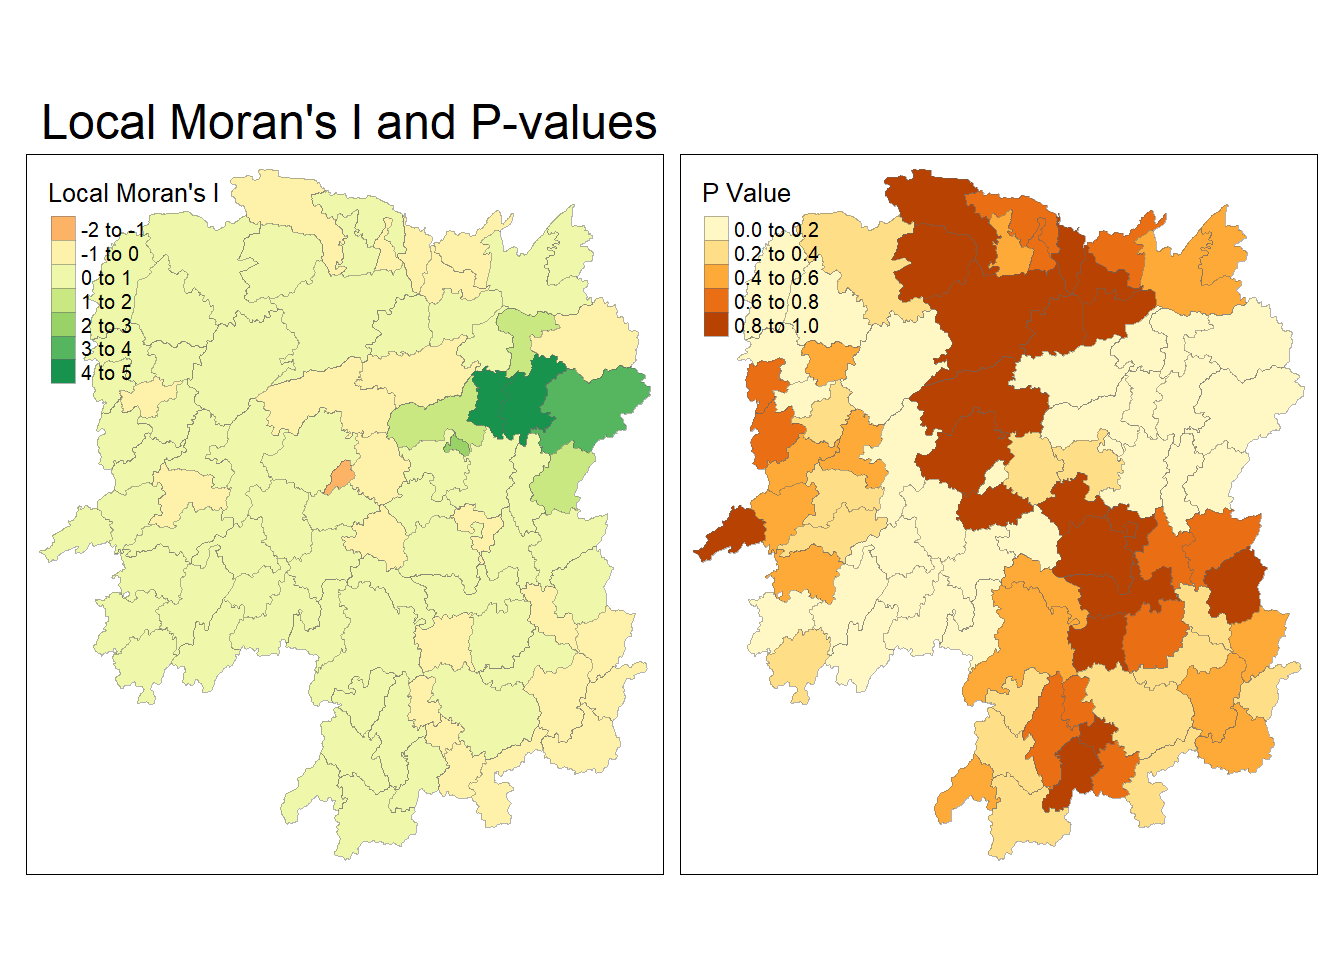 Local Moran's I and P-values
Local Moran's I
-2 to -1
-1 to 0
0 to 1
1 to 2
2 to 3
3 to 4
4 to 5
P Value
0.0 to 0.2
0.2 to 0.4
0.4 to 0.6
0.6 to 0.8
0.8 to 1.0